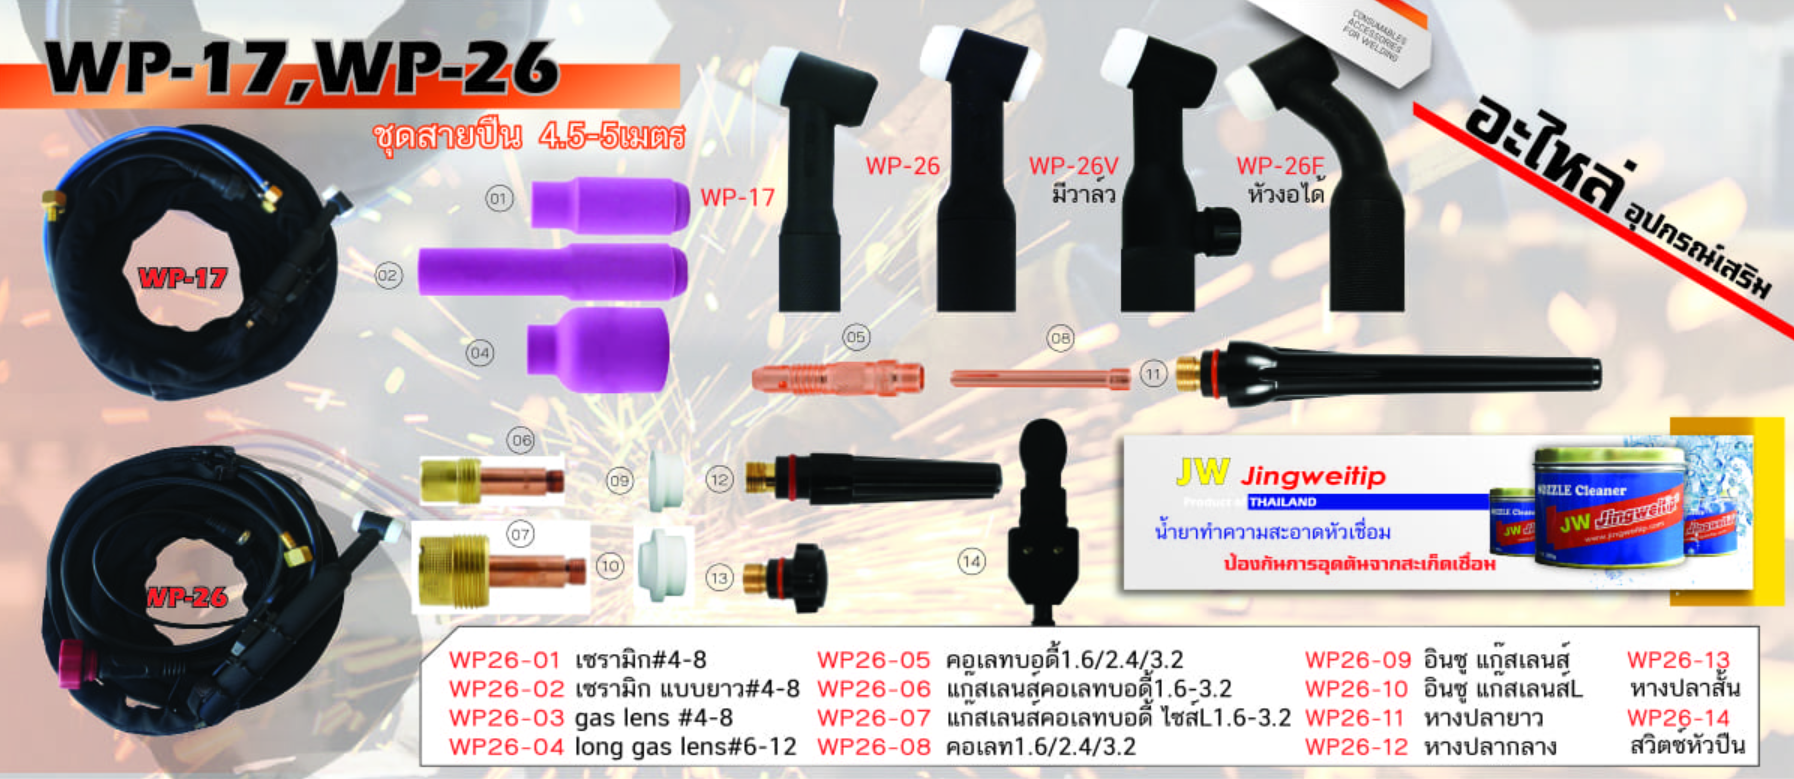 WP-17,WP-26
ชุดสายปืน 4.5-5เมตร
CONSUMABLES
ACCESSORIES
FOR WELDING
อะไหล่
อุปกรณ์เสริม
WP-17
WP-26
WP-26V
มีวาล์ว
WP-26F
หัวงอได้
WP-17
01
02
04
05
08
11
06
09
12
07
10
13
14
WP-26
JW Jingweitip
Product of THAILAND
น้ำยาทำความสะอาดหัวเชื่อม
ป้องกันการอุดตันจากสะเก็ดเชื่อม
NOZZLE Cleaner
JW Jingweitip
www.jingweitip.com
WP26-01 เซรามิก#4-8
WP26-02 เซรามิก แบบยาว#4-8
WP26-03 gas lens #4-8
WP26-04 long gas lens#6-12
WP26-05 คอเลทบอดี้1.6/2.4/3.2
WP26-06 แก๊สเลนส์คอเลทบอดี้1.6-3.2
WP26-07 แก๊สเลนส์คอเลทบอดี้ ไซส์L1.6-3.2
WP26-08 คอเลท1.6/2.4/3.2
WP26-09 อินซู แก๊สเลนส์
WP26-10 อินซู แก๊สเลนส์L
WP26-11 หางปลายาว
WP26-12 หางปลากลาง
WP26-13
หางปลาสั้น
WP26-14
สวิตซ์หัวปืน